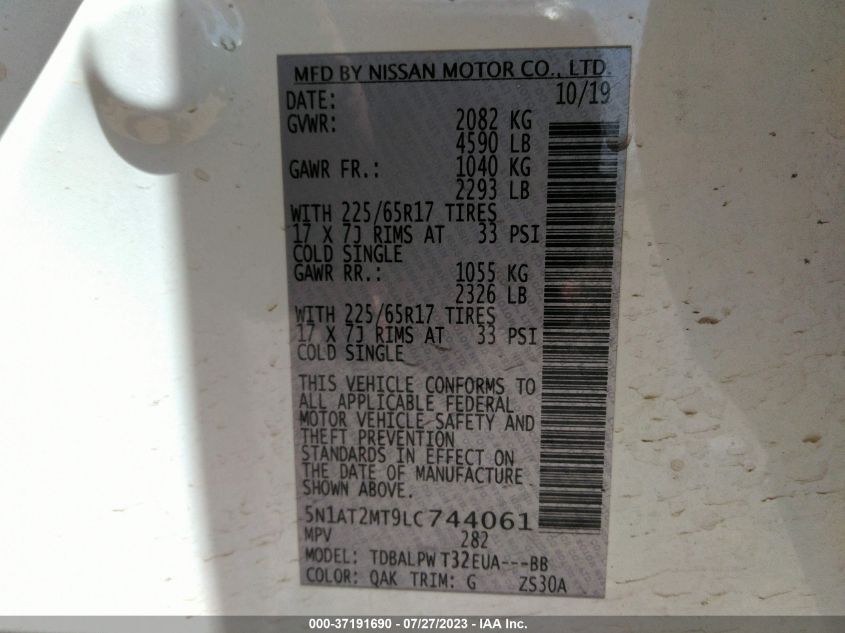 MFD BY NISSAN MOTOR CO., LTD.
DATE: 10/19
GVWR: 2082 KG
4590 LB
GAWR FR.: 1040 KG
2293 LB
WITH 225/65R17 TIRES
17 X 7J RIMS AT 33 PSI
COLD SINGLE
GAWR RR.: 1055 KG
2326 LB
WITH 225/65R17 TIRES
17 X 7J RIMS AT 33 PSI
COLD SINGLE
THIS VEHICLE CONFORMS TO
ALL APPLICABLE FEDERAL
MOTOR VEHICLE SAFETY AND
THEFT PREVENTION
STANDARDS IN EFFECT ON
THE DATE OF MANUFACTURE
SHOWN ABOVE.
5N1AT2MT9LC744061
MPV 282
MODEL: TDBALPW T32EUA---BB
COLOR: QAK TRIM: G ZS30A
000-37191690 - 07/27/2023 - IAA Inc.